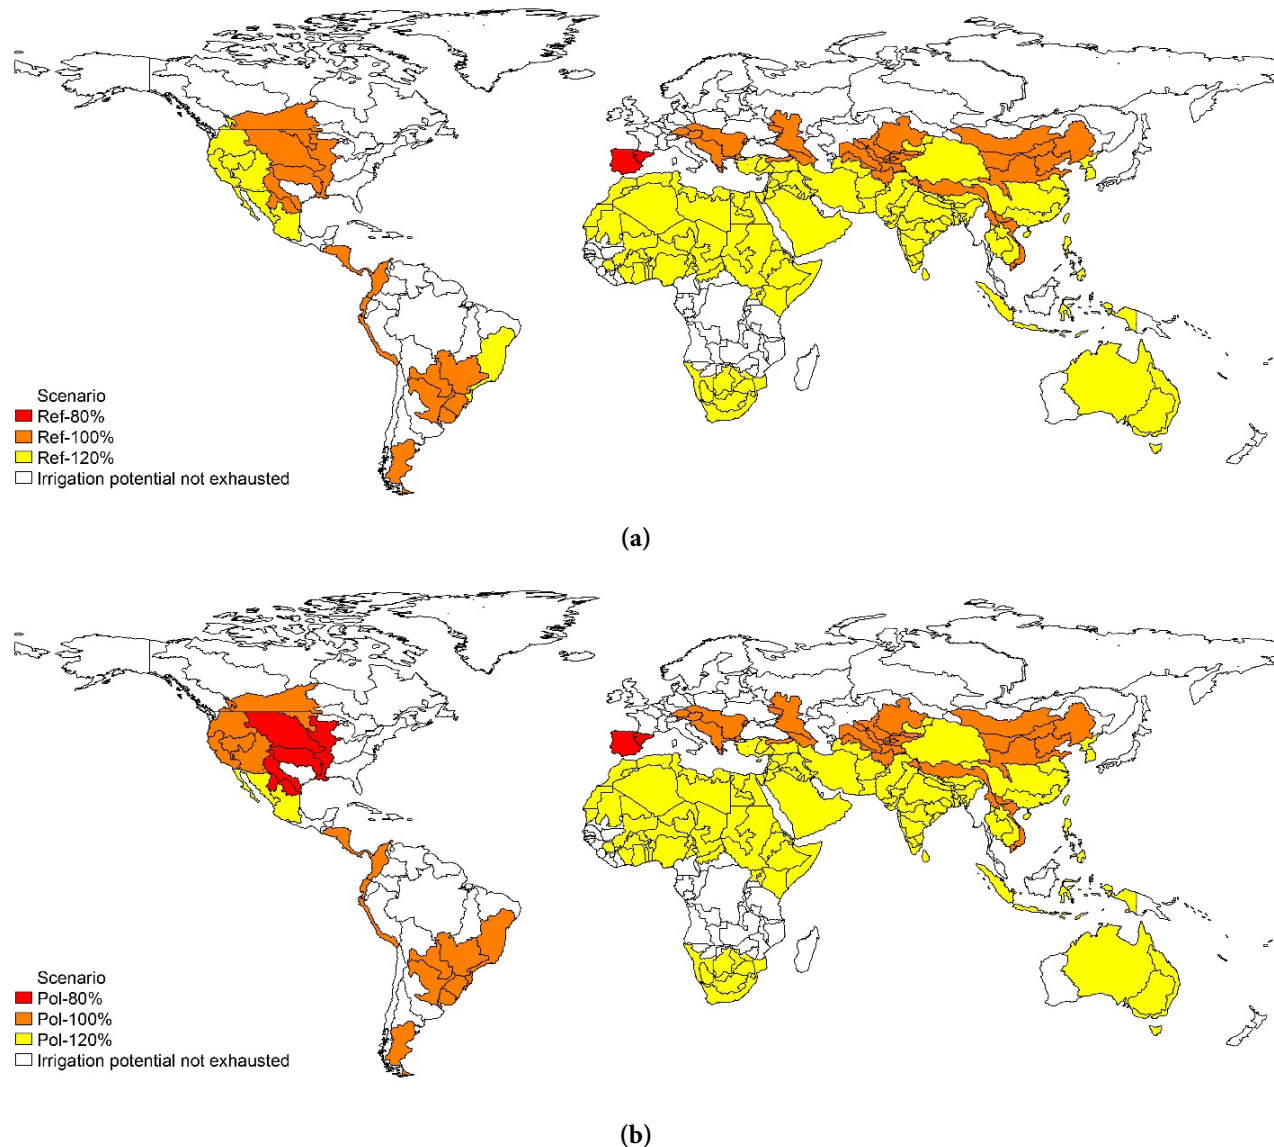 Scenario
Ref-80%
Ref-100%
Ref-120%
Irrigation potential not exhausted
(a)
Scenario
Pol-80%
Pol-100%
Pol-120%
Irrigation potential not exhausted
(b)